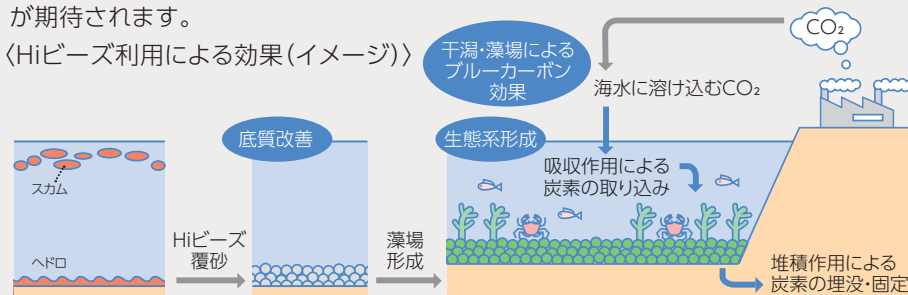 が期待されます。
〈Hiビーズ利用による効果(イメージ)〉
干潟・藻場による
ブルーカーボン
効果
CO₂
海水に溶け込むCO₂
底質改善
生態系形成
スカム
吸収作用による
炭素の取り込み
Hiビーズ
覆砂
藻場
形成
ヘドロ
堆積作用による
炭素の埋没・固定